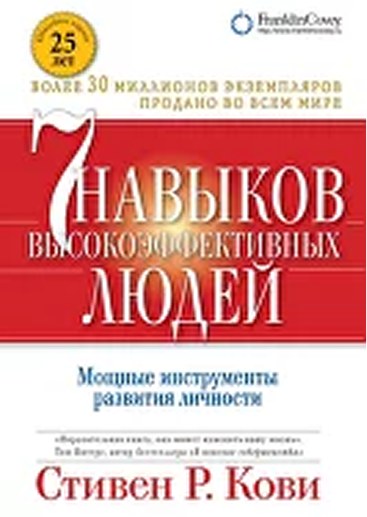 25
лет
FranklinCovey
БОЛЕЕ 30 МИЛЛИОНОВ ЭКЗЕМПЛЯРОВ
ПРОДАНО ВО ВСЕМ МИРЕ
7 НАВЫКОВ
ВЫСОКОЭФФЕКТИВНЫХ
ЛЮДЕЙ
Мощные инструменты
развития личности
Стивен Р. Кови